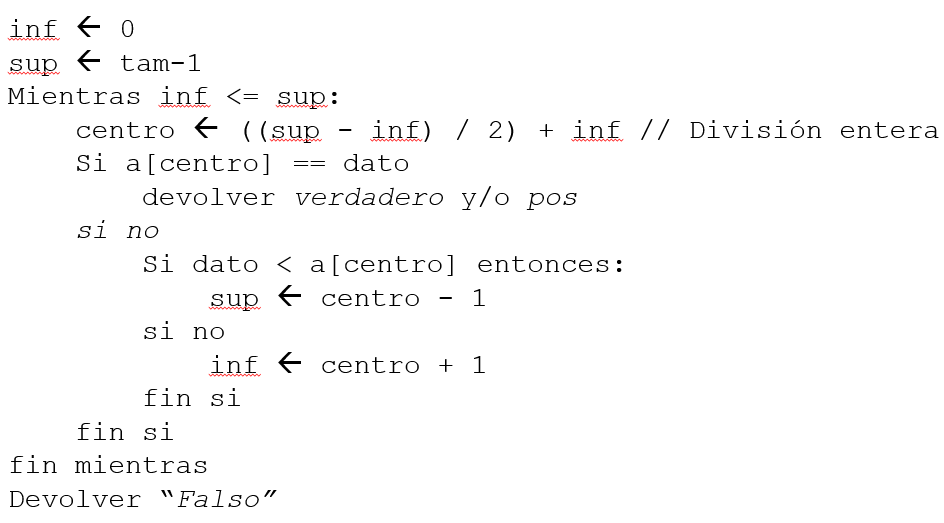 inf ← 0
sup ← tam-1
Mientras inf <= sup:
    centro ← ((sup - inf) / 2) + inf // División entera
    Si a[centro] == dato
        devolver verdadero y/o pos
    si no
        Si dato < a[centro] entonces:
            sup ← centro - 1
        si no
            inf ← centro + 1
        fin si
    fin si
fin mientras
Devolver “Falso”